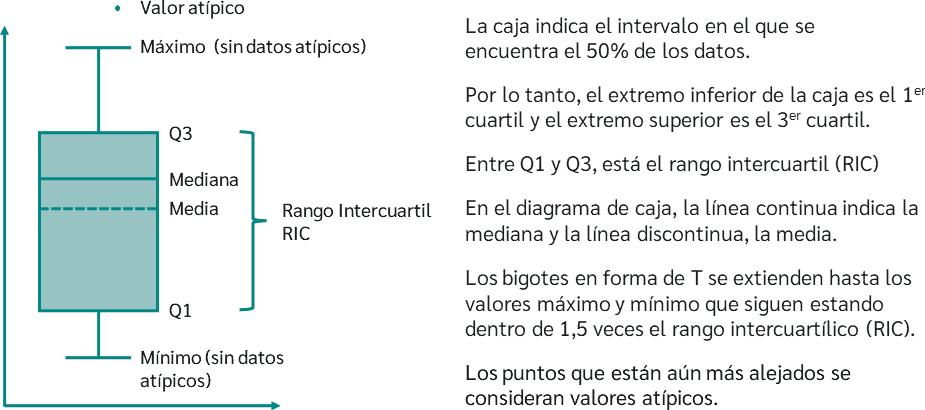 Valor atípico
Máximo (sin datos atípicos)
Q3
Mediana
Media
Rango Intercuartil
RIC
Q1
Mínimo (sin datos
atípicos)
La caja indica el intervalo en el que se
encuentra el 50% de los datos.
Por lo tanto, el extremo inferior de la caja es el 1er
cuartil y el extremo superior es el 3er cuartil.
Entre Q1 y Q3, está el rango intercuartil (RIC)
En el diagrama de caja, la línea continua indica la
mediana y la línea discontinua, la media.
Los bigotes en forma de T se extienden hasta los
valores máximo y mínimo que siguen estando
dentro de 1,5 veces el rango intercuartílico (RIC).
Los puntos que están aún más alejados se
consideran valores atípicos.